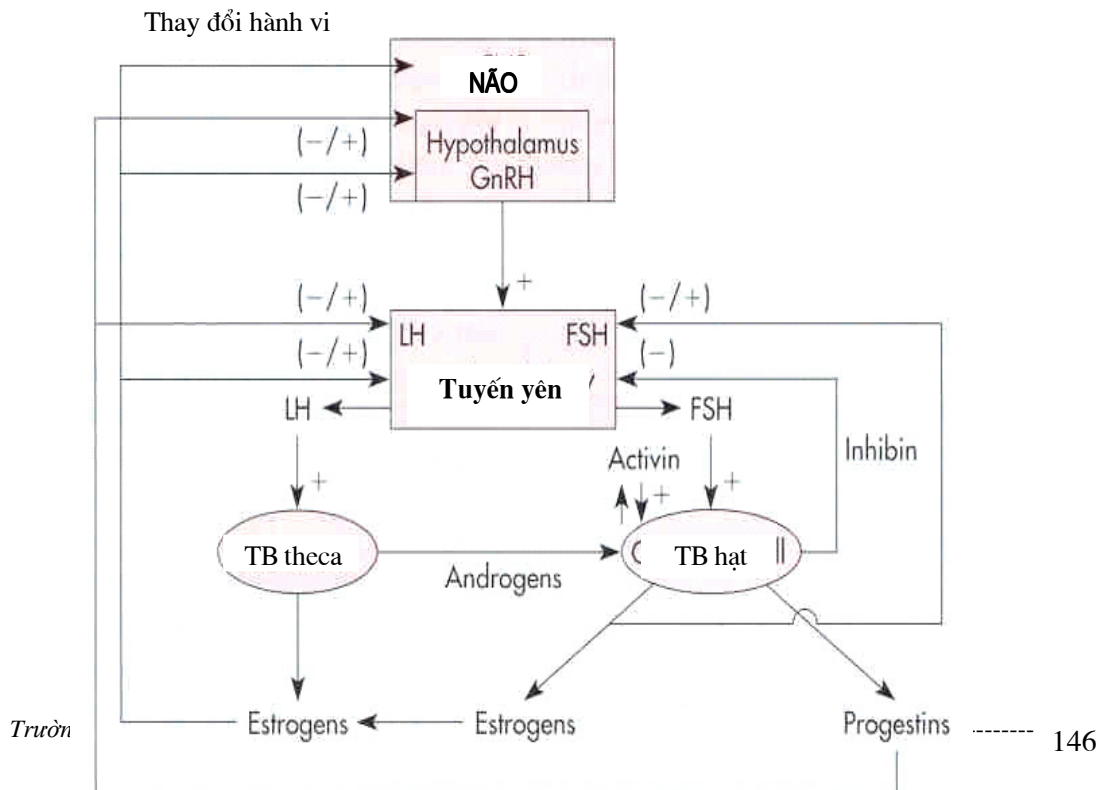 Thay đổi hành vi
NÃO
(−/+)
Hypothalamus
GnRH
(−/+)
+
(−/+)
(−/+)
LH
FSH
(−/+)
(−)
Tuyến yên
LH
FSH
Inhibin
Activin
+
+
+
TB theca
TB hạt
Androgens
Estrogens
Estrogens
Progestins
Trườn
146